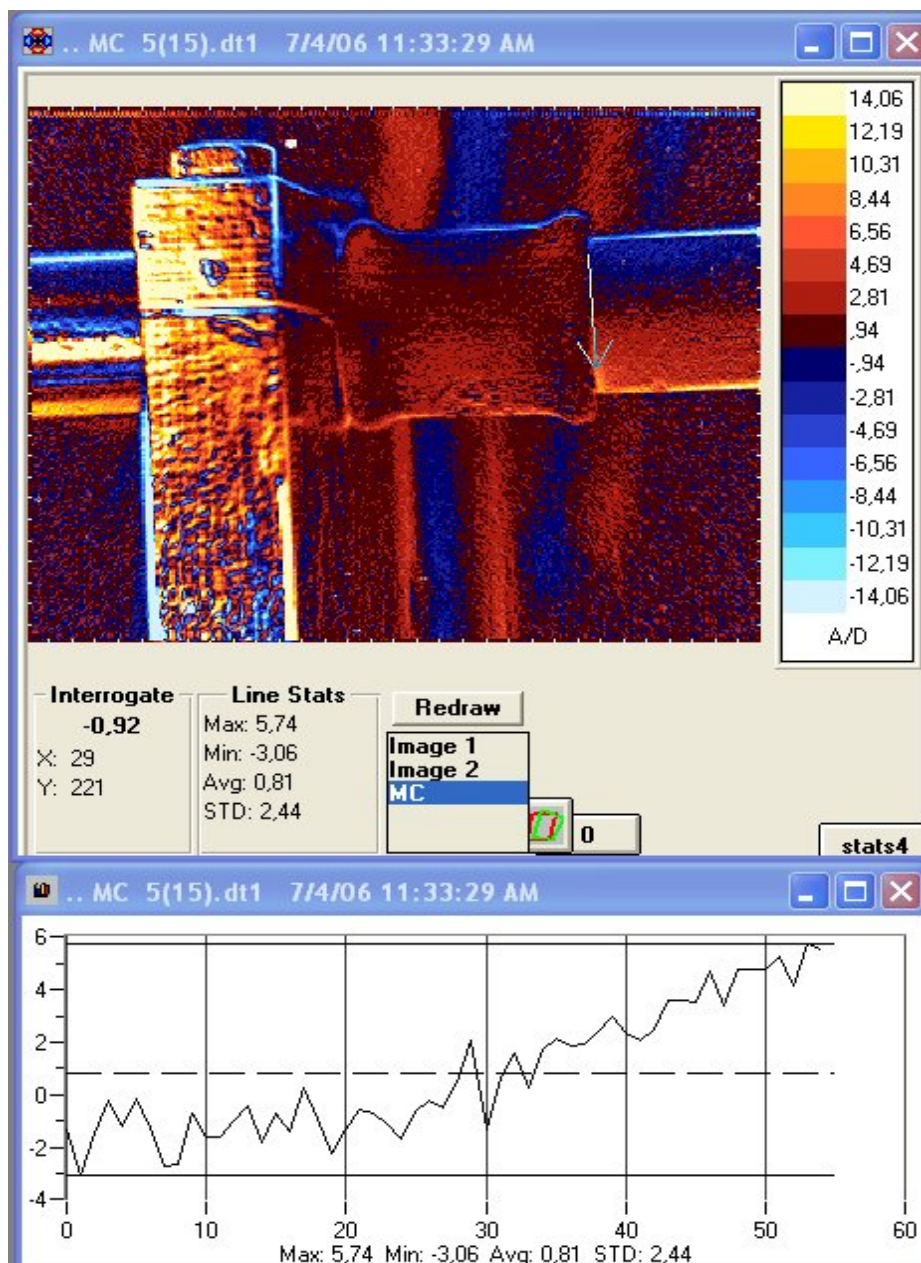 .. MC 5(15).dt1 7/4/06 11:33:29 AM
14,06
12,19
10,31
8,44
6,56
4,69
2,81
,94
-,94
-2,81
-4,69
-6,56
-8,44
-10,31
-12,19
-14,06
A/D
Interrogate
-0,92
X: 29
Y: 221
Line Stats
Max: 5,74
Min: -3,06
Avg: 0,81
STD: 2,44
Redraw
Image 1
Image 2
MC
0
stats4
.. MC 5(15).dt1 7/4/06 11:33:29 AM
6
4
2
0
-2
-4
0 10 20 30 40 50 60
Max: 5,74 Min: -3,06 Avg: 0,81 STD: 2,44